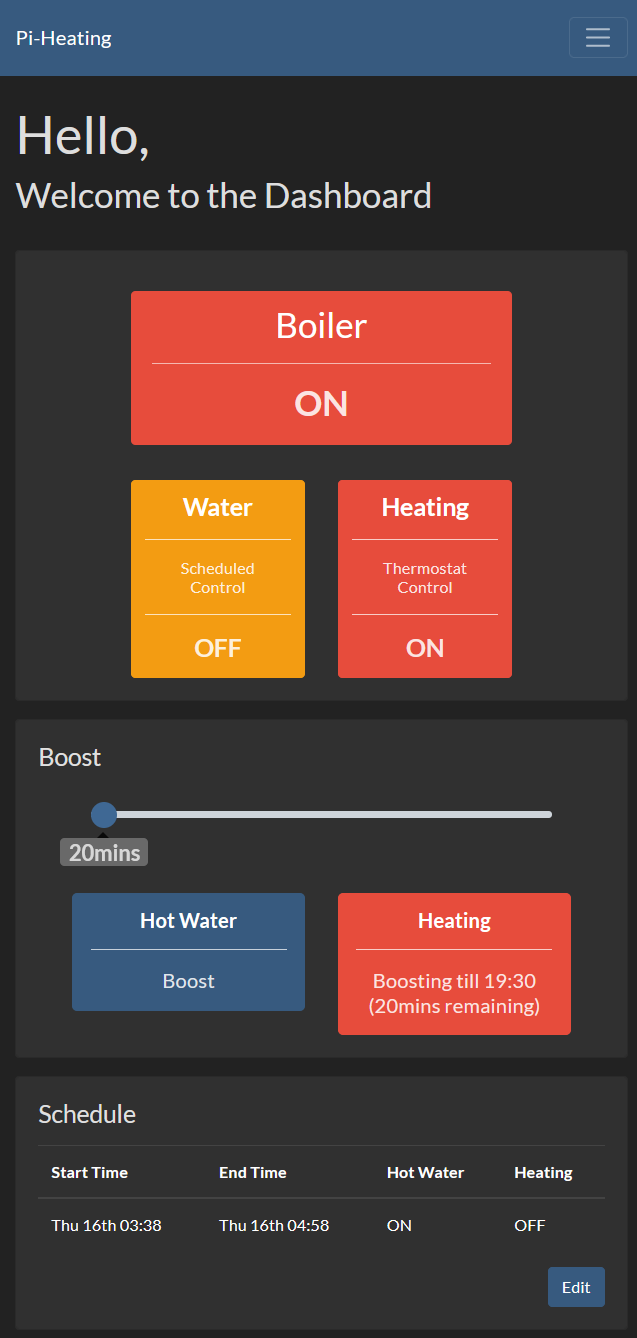 Pi-Heating
Hello,
Welcome to the Dashboard
Boiler
ON
Water
Scheduled
Control
OFF
Heating
Thermostat
Control
ON
Boost
20mins
Hot Water
Boost
Heating
Boosting till 19:30
(20mins remaining)
Schedule
Start Time End Time Hot Water Heating
Thu 16th 03:38 Thu 16th 04:58 ON OFF
Edit